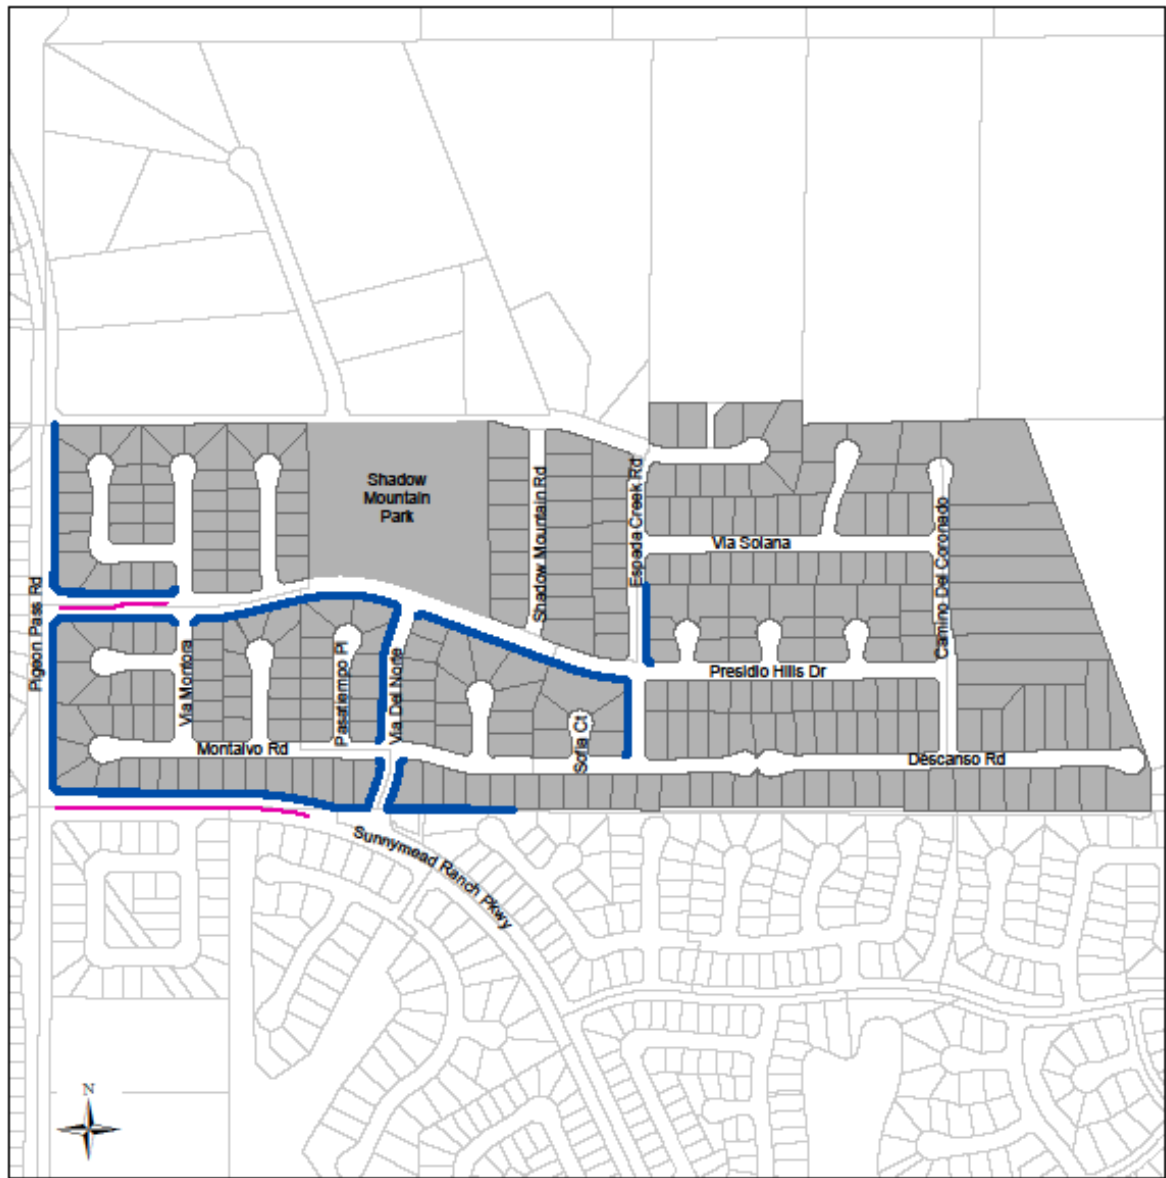 Shadow
Mountain
Park
Shadow Mountain Rd
Espada Creek Rd
Via Solana
Camino Del Coronado
Pigeon Pass Rd
Via Montora
Pasatiempo Pl
Via Del Norte
Presidio Hills Dr
Sofia Ct
Montalvo Rd
Descanso Rd
Sunnymead Ranch Pkwy
N